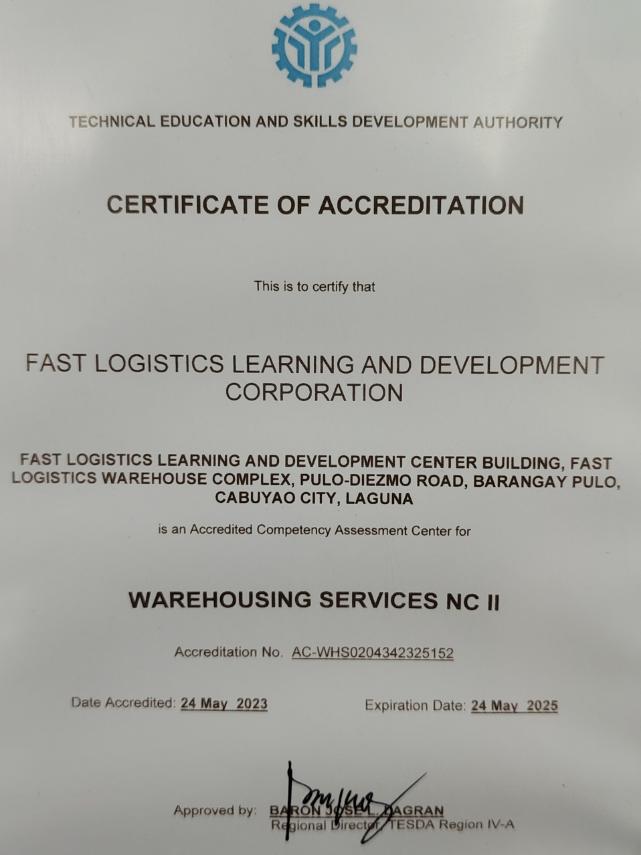 TECHNICAL EDUCATION AND SKILLS DEVELOPMENT AUTHORITY
CERTIFICATE OF ACCREDITATION
This is to certify that
FAST LOGISTICS LEARNING AND DEVELOPMENT
CORPORATION
FAST LOGISTICS LEARNING AND DEVELOPMENT CENTER BUILDING, FAST
LOGISTICS WAREHOUSE COMPLEX, PULO-DIEZMO ROAD, BARANGAY PULO,
CABUYAO CITY, LAGUNA
is an Accredited Competency Assessment Center for
WAREHOUSING SERVICES NC II
Accreditation No. AC-WHS0204342325152
Date Accredited: 24 May 2023 Expiration Date: 24 May 2025
Approved by: BARON JOSE L. DAGRAN
Regional Director, TESDA Region IV-A